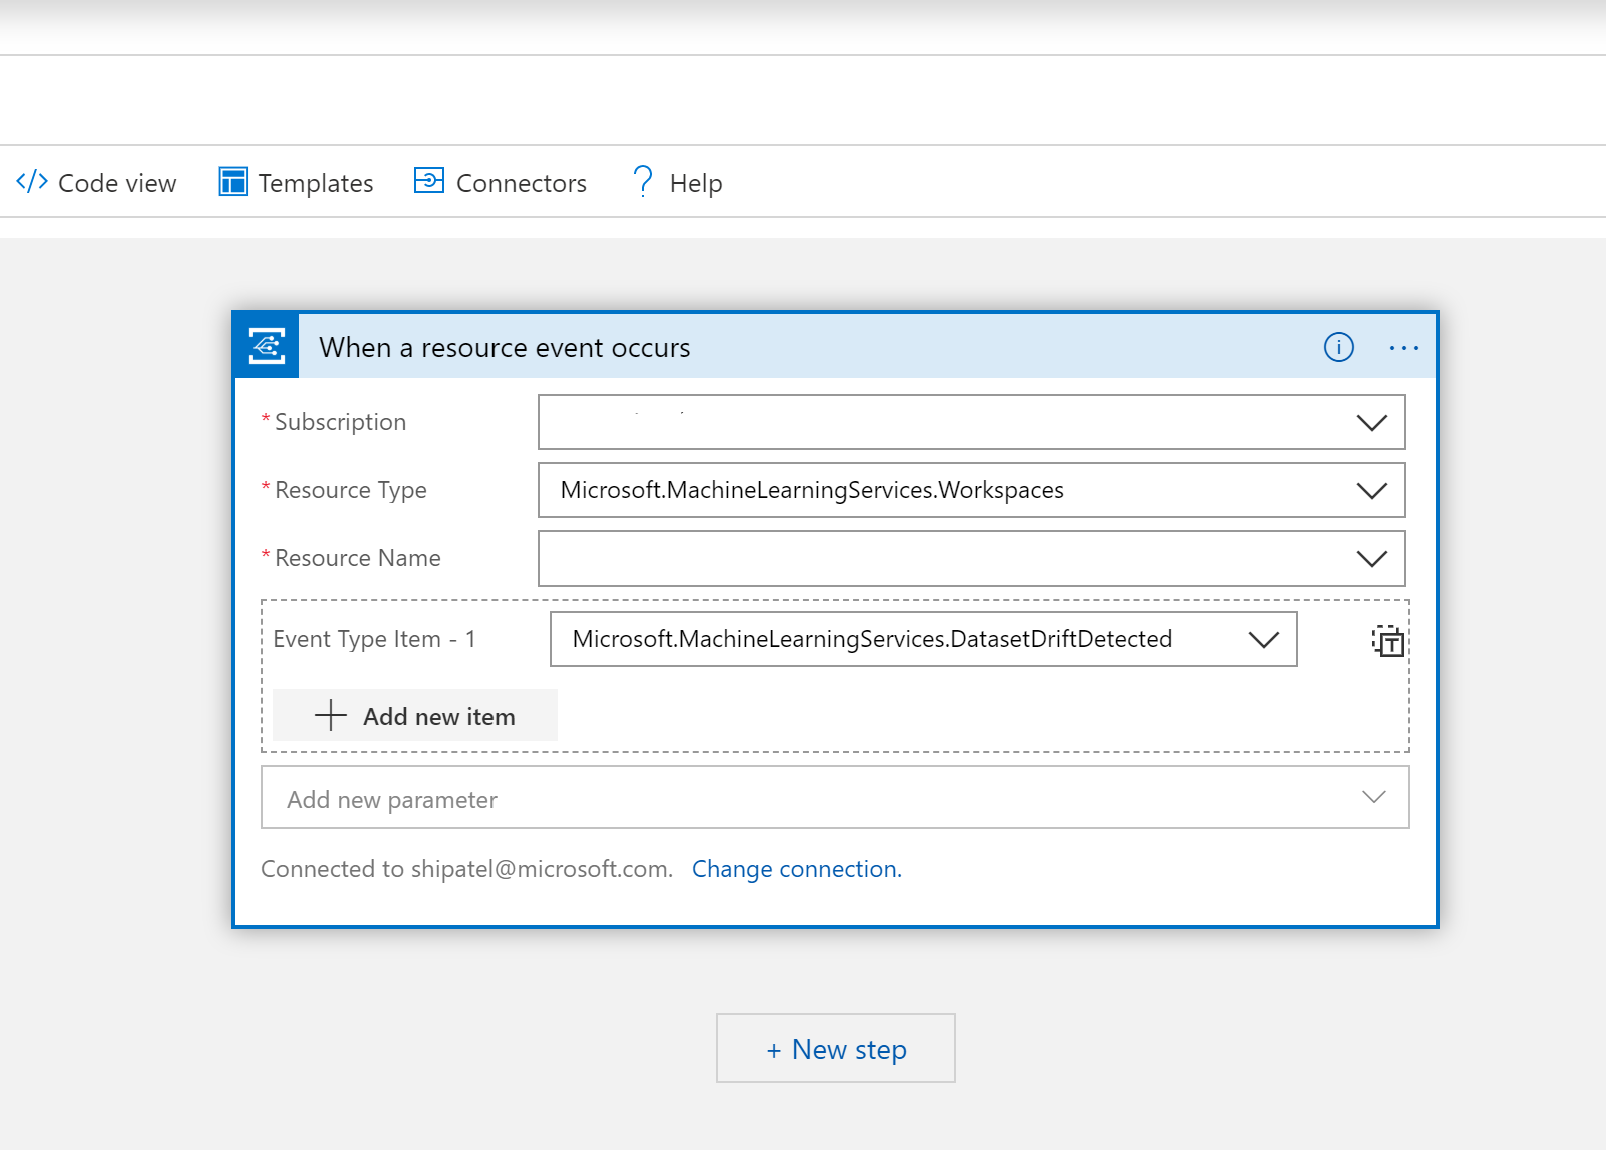 </> Code view Templates Connectors ? Help
When a resource event occurs
* Subscription
* Resource Type Microsoft.MachineLearningServices.Workspaces
* Resource Name
Event Type Item - 1 Microsoft.MachineLearningServices.DatasetDriftDetected
Add new item
Add new parameter
Connected to shipatel@microsoft.com. Change connection.
+ New step